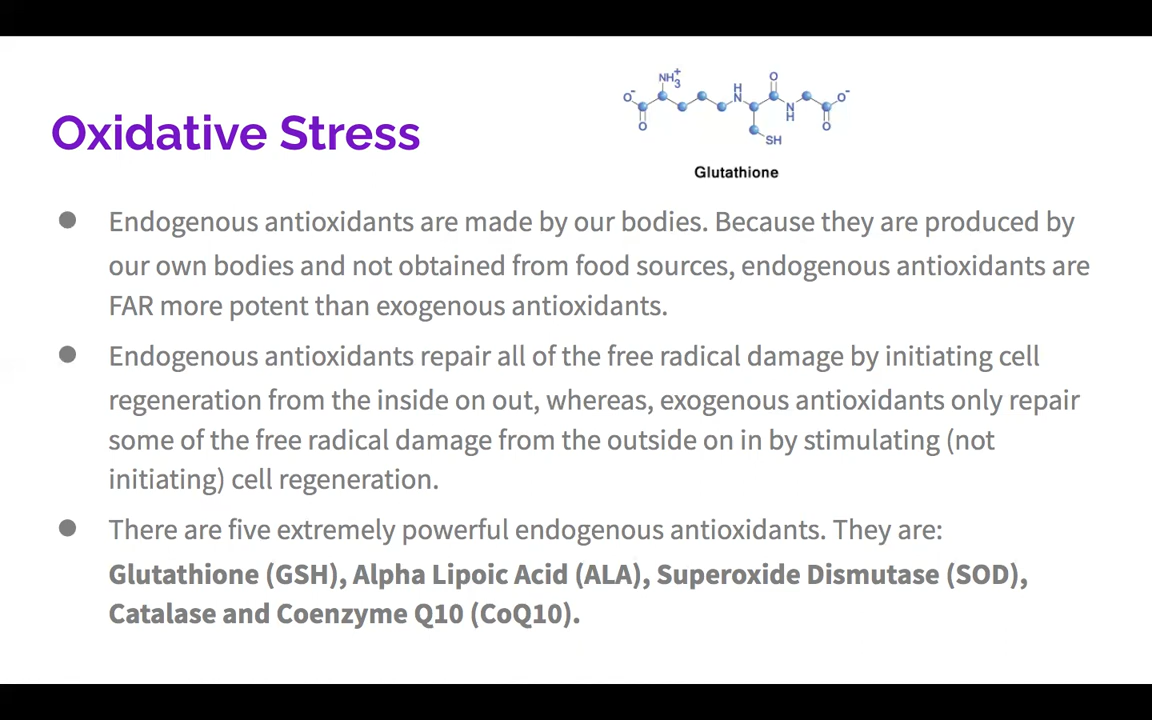 NH3+
O-
O
H
N
O
N
H
O-
O
SH
Glutathione
Oxidative Stress
● Endogenous antioxidants are made by our bodies. Because they are produced by
our own bodies and not obtained from food sources, endogenous antioxidants are
FAR more potent than exogenous antioxidants.
● Endogenous antioxidants repair all of the free radical damage by initiating cell
regeneration from the inside on out, whereas, exogenous antioxidants only repair
some of the free radical damage from the outside on in by stimulating (not
initiating) cell regeneration.
● There are five extremely powerful endogenous antioxidants. They are:
Glutathione (GSH), Alpha Lipoic Acid (ALA), Superoxide Dismutase (SOD),
Catalase and Coenzyme Q10 (CoQ10).